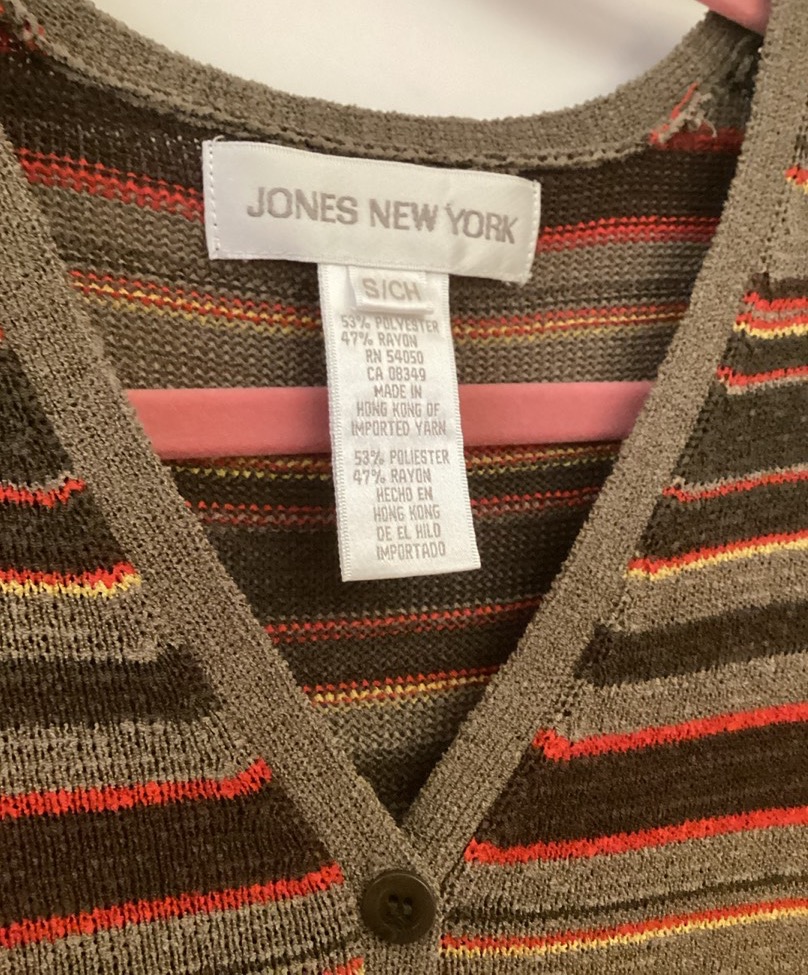 JONES NEW YORK
S/CH
53% POLYESTER
47% RAYON
RN 54050
CA 08349
MADE IN
HONG KONG OF
IMPORTED YARN
53% POLIESTER
47% RAYON
HECHO EN
HONG KONG
DE EL HILO
IMPORTADO